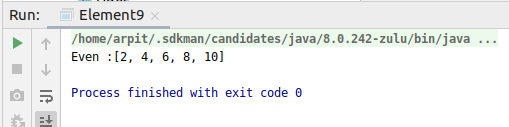 Run: Element9 ×
/home/arpit/.sdkman/candidates/java/8.0.242-zulu/bin/java ...
Even :[2, 4, 6, 8, 10]
Process finished with exit code 0